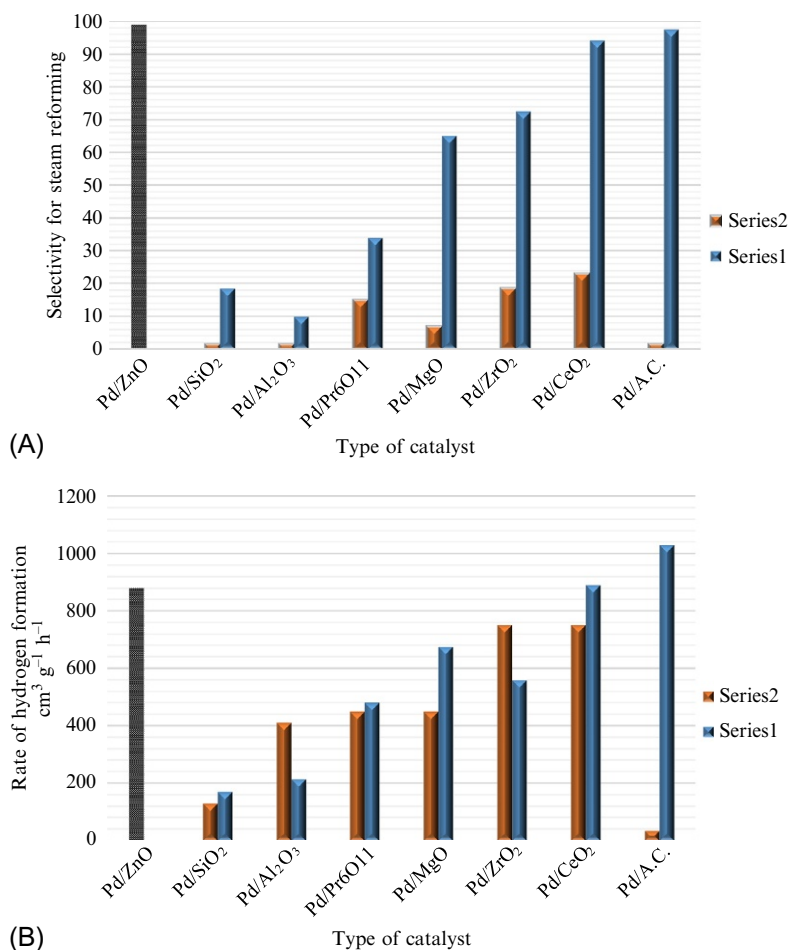 Selectivity for steam reforming
100
90
80
70
60
50
40
30
20
10
0
Pd/ZnO
Pd/SiO₂
Pd/Al₂O₃
Pd/Pr6O11
Pd/MgO
Pd/ZrO₂
Pd/CeO₂
Pd/A.C.
Series2
Series1
(A)
Type of catalyst
Rate of hydrogen formation
cm³ g⁻¹ h⁻¹
1200
1000
800
600
400
200
0
Pd/ZnO
Pd/SiO₂
Pd/Al₂O₃
Pd/Pr6O11
Pd/MgO
Pd/ZrO₂
Pd/CeO₂
Pd/A.C.
Series2
Series1
(B)
Type of catalyst